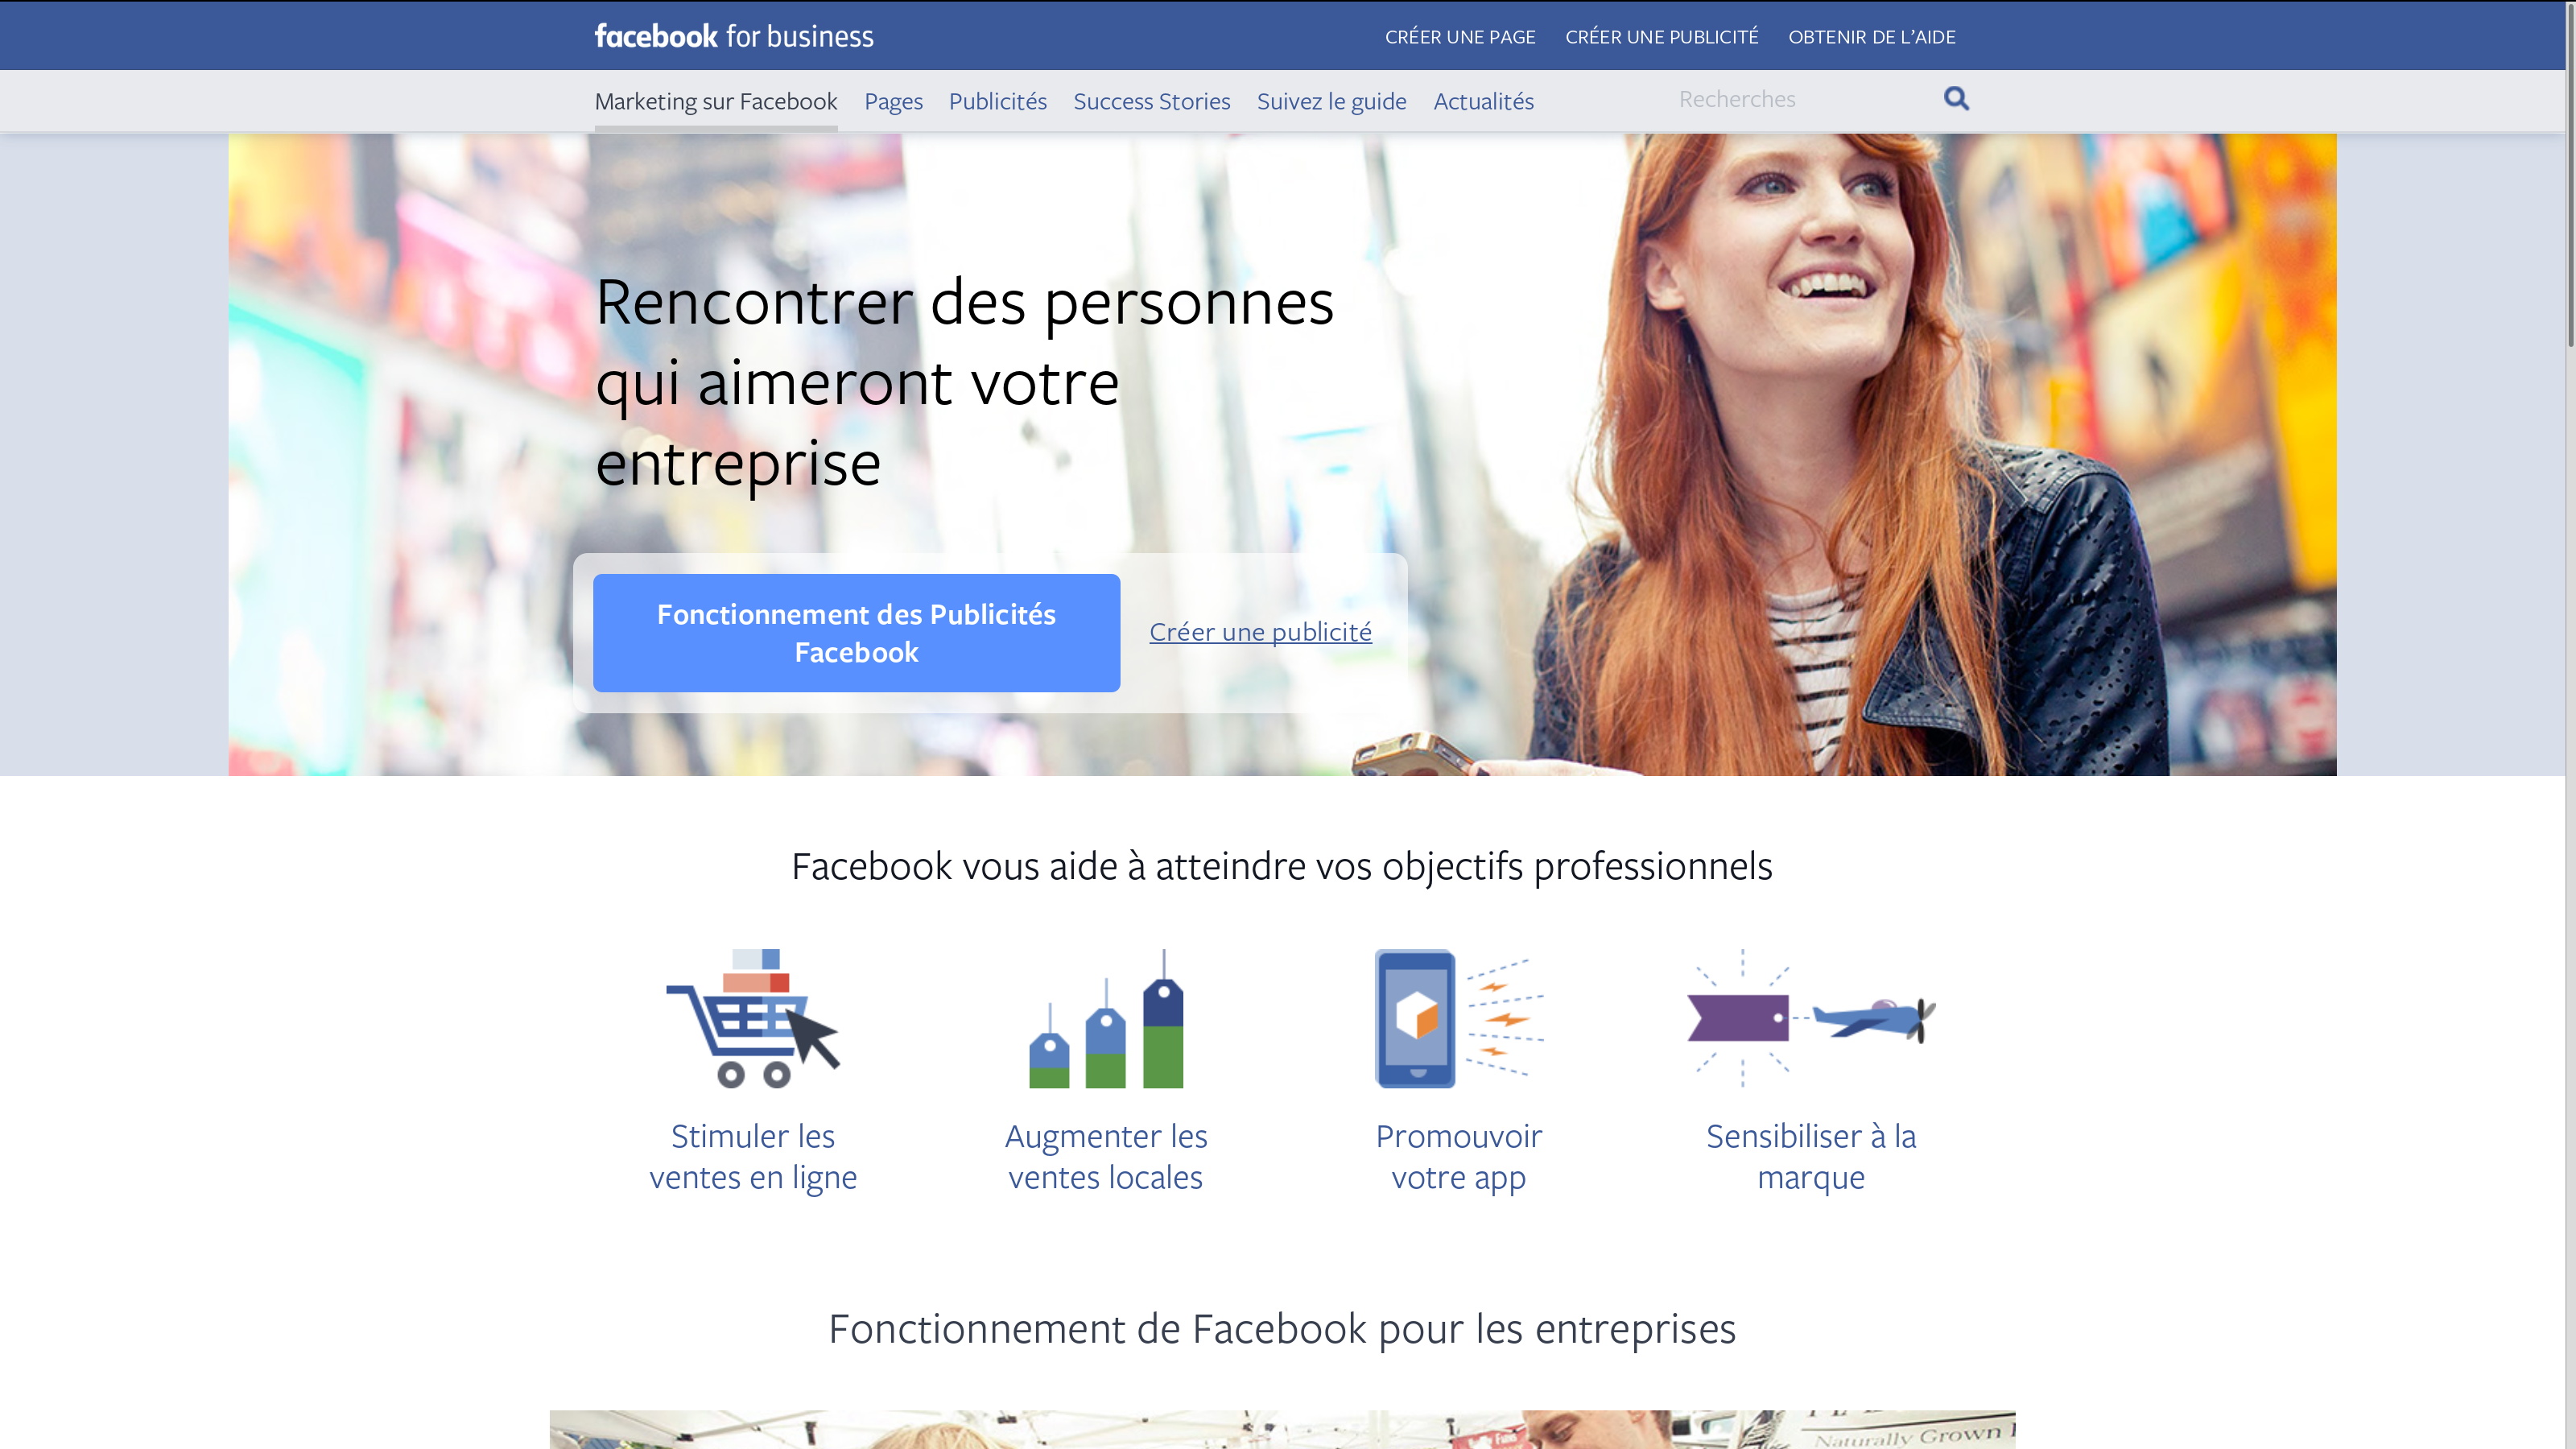 facebook for business
CRÉER UNE PAGE CRÉER UNE PUBLICITÉ OBTENIR DE L’AIDE
Marketing sur Facebook Pages Publicités Success Stories Suivez le guide Actualités Recherches
Rencontrer des personnes
qui aimeront votre
entreprise
Fonctionnement des Publicités
Facebook
Créer une publicité
Facebook vous aide à atteindre vos objectifs professionnels
Stimuler les
ventes en ligne
Augmenter les
ventes locales
Promouvoir
votre app
Sensibiliser à la
marque
Fonctionnement de Facebook pour les entreprises
Naturally Grown